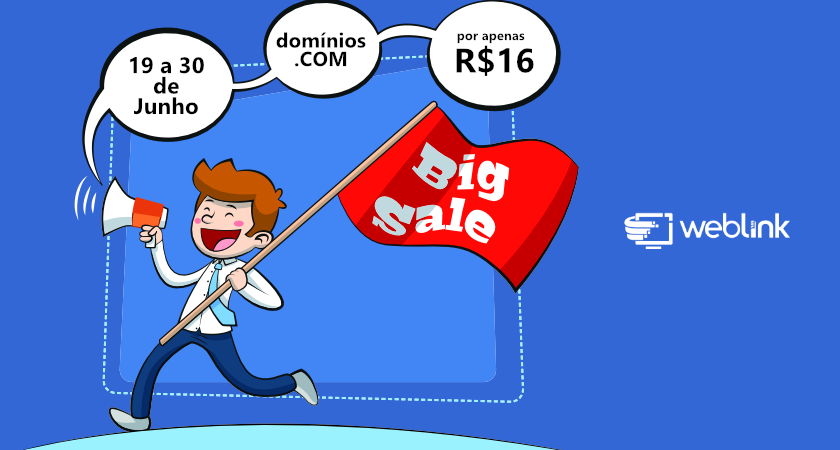 19 a 30
de
Junho
domínios
.COM
por apenas
R$16
Big
Sale
weblink